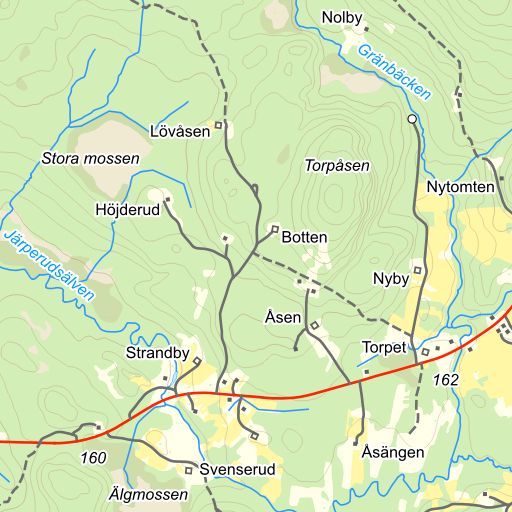 Nolby
Gränbäcken
Lövåsen
Stora mossen
Torpåsen
Nytomten
Höjderud
Botten
Järperudsälven
Nyby
Åsen
Strandby
Torpet
162
Åsängen
160
Svenserud
Älgmossen